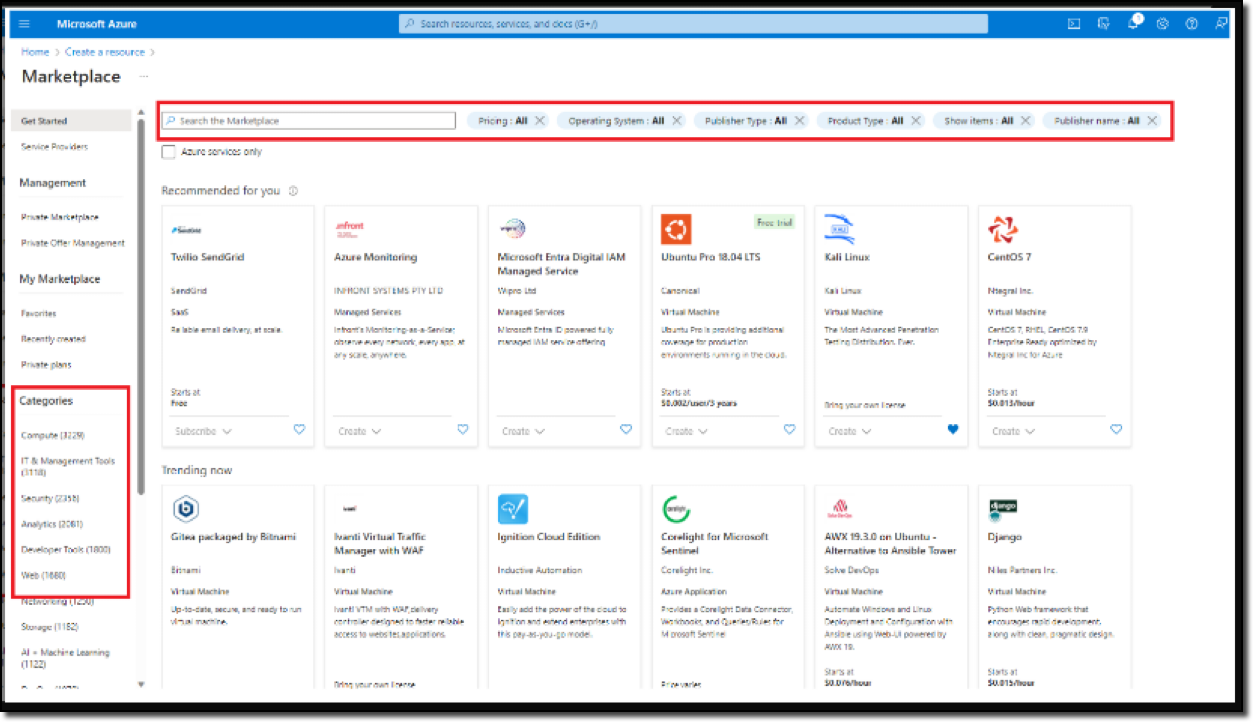 Microsoft Azure
Search resources, services, and docs (G+/)
Home > Create a resource >
Marketplace ...
Get Started
Service Providers
Management
Private Marketplace
Private Offer Management
My Marketplace
Favorites
Recently created
Private plans
Categories
Compute (3229)
IT & Management Tools
(3118)
Security (2358)
Analytics (2081)
Developer Tools (1800)
Web (1680)
Networking (1250)
Storage (1182)
AI + Machine Learning
(1122)
Search the Marketplace
Pricing : All
Operating System : All
Publisher Type : All
Product Type : All
Show items : All
Publisher name : All
Azure services only
Recommended for you
SendGrid
Twilio SendGrid
SendGrid
SaaS
Reliable email delivery, at scale.
Starts at
Free
Subscribe
infront
Azure Monitoring
INFRONT SYSTEMS PTY LTD
Managed Services
Infront's Monitoring-as-a-Service;
observe every network, every app, at
any scale, anywhere.
Create
wipro
Microsoft Entra Digital IAM
Managed Service
Wipro Ltd
Managed Services
Microsoft Entra ID powered fully
managed IAM service offering
Create
Free trial
Ubuntu Pro 18.04 LTS
Canonical
Virtual Machine
Ubuntu Pro is providing additional
coverage for production
environments running in the cloud.
Starts at
$0.002/user/3 years
Create
KALI
Kali Linux
Kali Linux
Virtual Machine
The Most Advanced Penetration
Testing Distribution. Ever.
Bring your own license
Create
CentOS 7
Ntegral Inc.
Virtual Machine
CentOS 7, RHEL, CentOS 7.9
Enterprise Ready optimized by
Ntegral Inc for Azure
Starts at
$0.013/hour
Create
Trending now
Gitea packaged by Bitnami
Bitnami
Virtual Machine
Up-to-date, secure, and ready to run
virtual machine.
ivanti
Ivanti Virtual Traffic
Manager with WAF
Ivanti
Virtual Machine
Ivanti VTM with WAF,delivery
controller designed to faster reliable
access to websites,applications.
Bring your own license
Ignition Cloud Edition
Inductive Automation
Virtual Machine
Easily add the power of the cloud to
Ignition and extend enterprises with
this pay-as-you-go model.
corelight
Corelight for Microsoft
Sentinel
Corelight Inc.
Azure Application
Provides a Corelight Data Connector,
Workbooks, and Queries/Rules for
Microsoft Sentinel
Price varies
Solve DevOps
AWX 19.3.0 on Ubuntu -
Alternative to Ansible Tower
Solve DevOps
Virtual Machine
Automate Windows and Linux
Deployment and Configuration with
Ansible using Web-UI powered by
AWX 19.
Starts at
$0.076/hour
django
Django
Niles Partners Inc.
Virtual Machine
Python Web framework that
encourages rapid development,
along with clean, pragmatic design.
Starts at
$0.015/hour